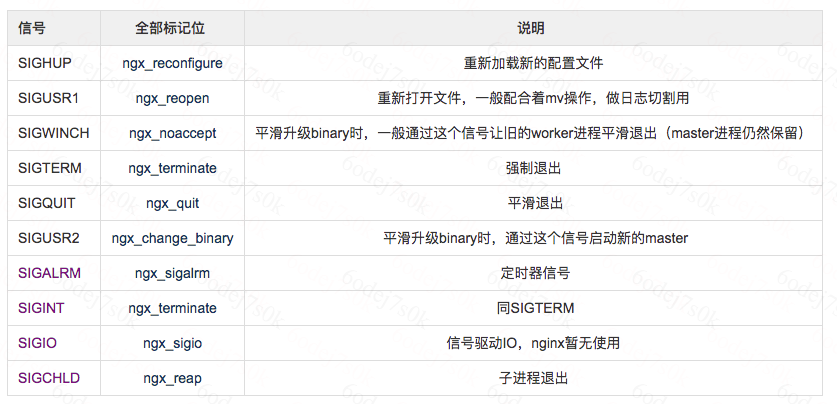 信号 全部标记位 说明
SIGHUP ngx_reconfigure 重新加载新的配置文件
SIGUSR1 ngx_reopen 重新打开文件，一般配合着mv操作，做日志切割用
SIGWINCH ngx_noaccept 平滑升级binary时，一般通过这个信号让旧的worker进程平滑退出（master进程仍然保留）
SIGTERM ngx_terminate 强制退出
SIGQUIT ngx_quit 平滑退出
SIGUSR2 ngx_change_binary 平滑升级binary时，通过这个信号启动新的master
SIGALRM ngx_sigalrm 定时器信号
SIGINT ngx_terminate 同SIGTERM
SIGIO ngx_sigio 信号驱动IO，nginx暂无使用
SIGCHLD ngx_reap 子进程退出